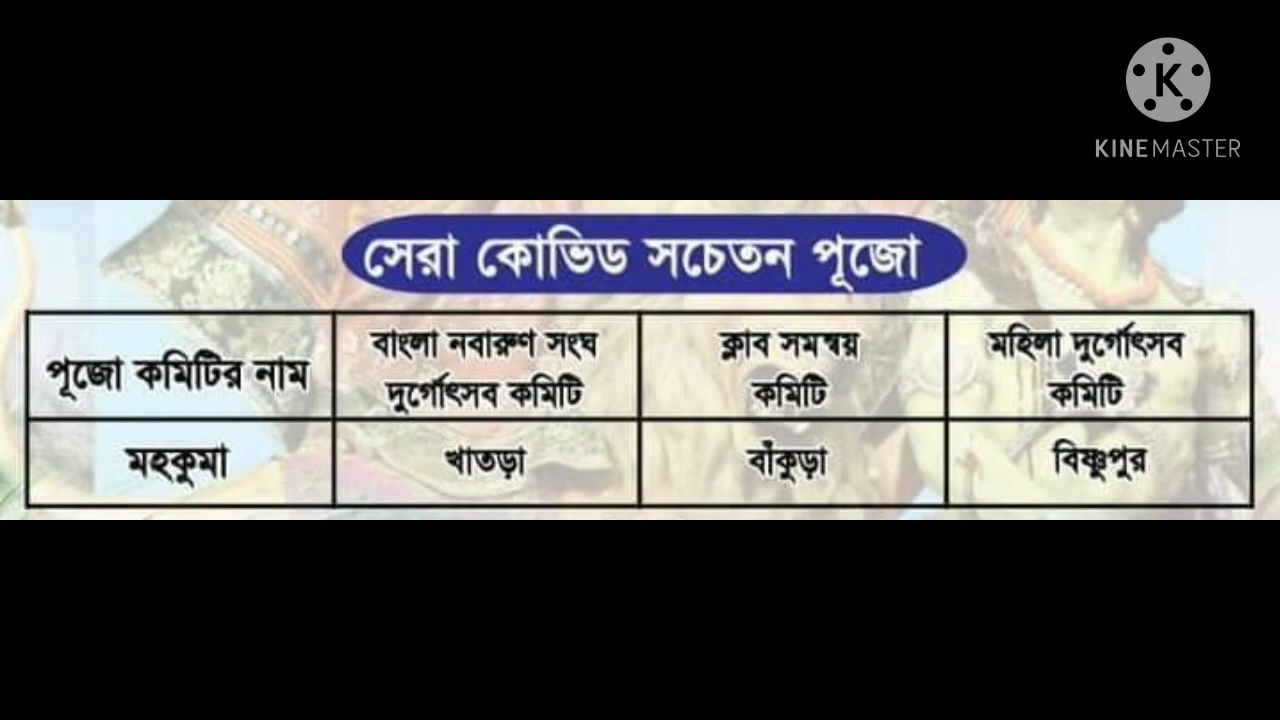 KINEMASTER
সেরা কোভিড সচেতন পূজো
পূজো কমিটির নাম
বাংলা নবারুণ সংঘ
দুর্গোৎসব কমিটি
ক্লাব সমন্বয়
কমিটি
মহিলা দুর্গোৎসব
কমিটি
মহকুমা
খাতড়া
বাঁকুড়া
বিষ্ণুপুর